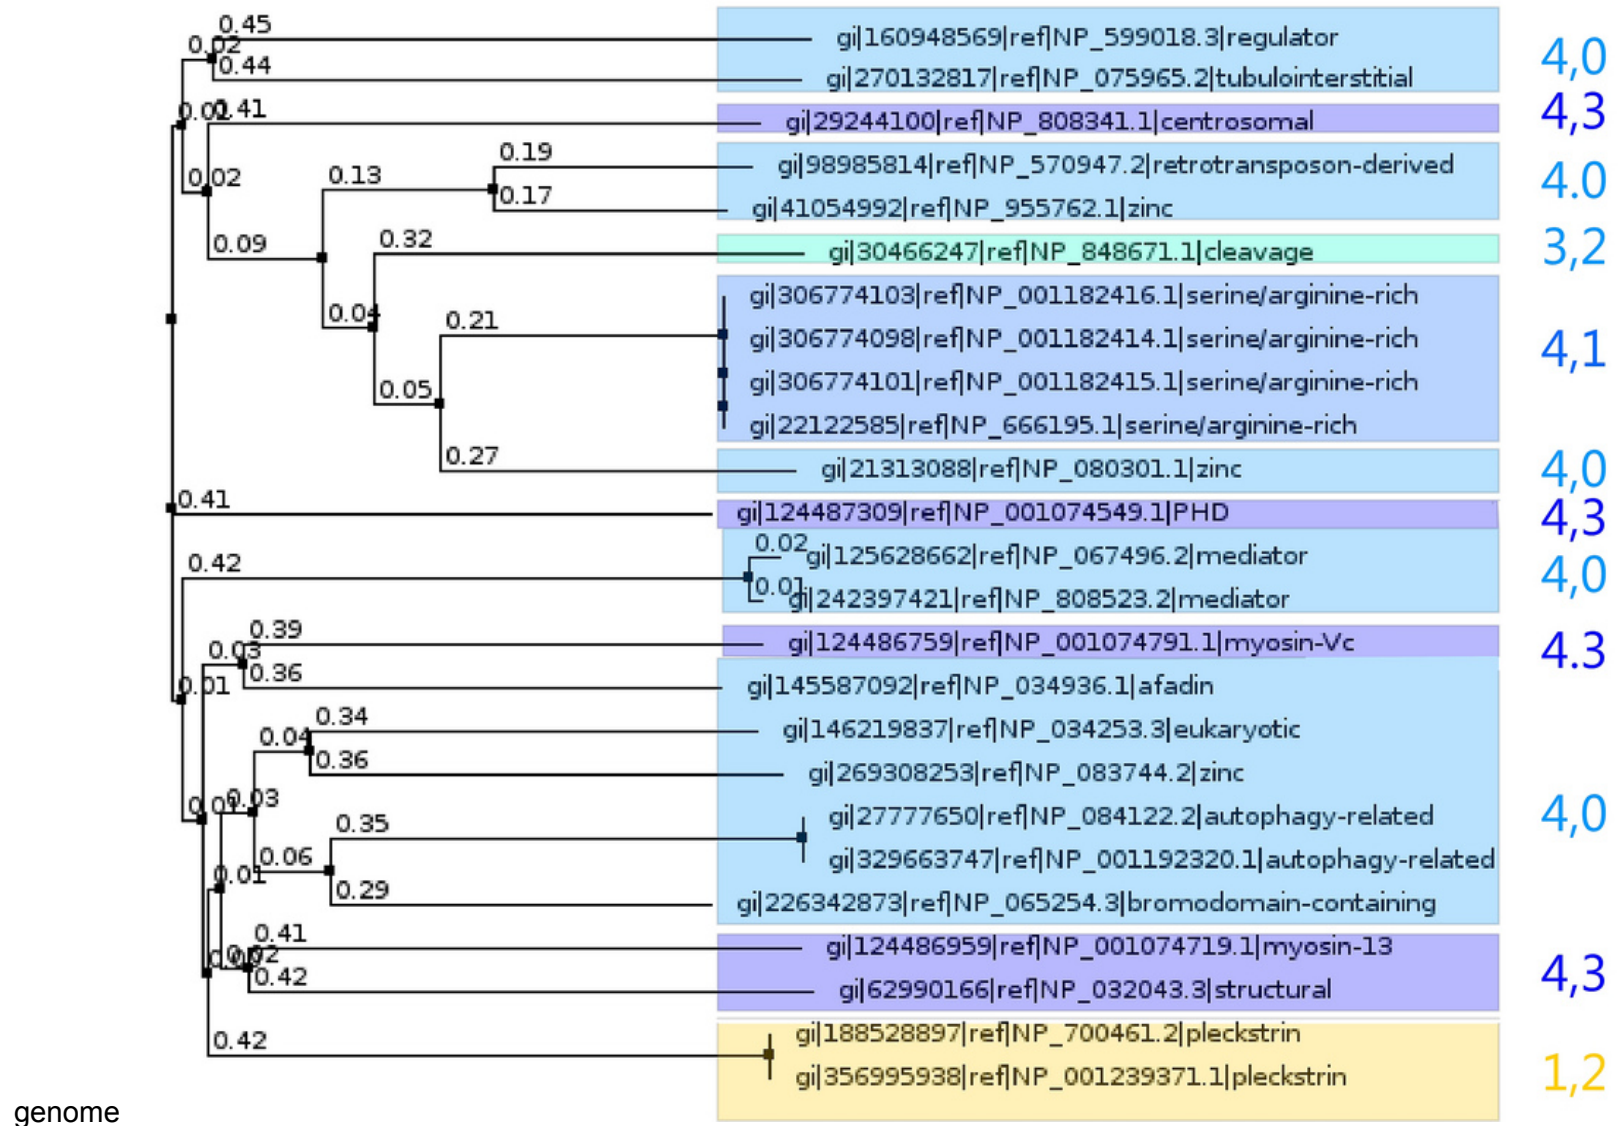 0.45
gi|160948569|ref|NP_599018.3|regulator
0.02
4,0
0.44
gi|270132817|ref|NP_075965.2|tubulointerstitial
0.01
0.41
gi|29244100|ref|NP_808341.1|centrosomal
4,3
0.19
0.13
gi|98985814|ref|NP_570947.2|retrotransposon-derived
0.02
4.0
0.17
gi|41054992|ref|NP_955762.1|zinc
0.32
0.09
gi|30466247|ref|NP_848671.1|cleavage
3,2
gi|306774103|ref|NP_001182416.1|serine/arginine-rich
0.04
0.21
gi|306774098|ref|NP_001182414.1|serine/arginine-rich
4,1
gi|306774101|ref|NP_001182415.1|serine/arginine-rich
0.05
gi|22122585|ref|NP_666195.1|serine/arginine-rich
0.27
gi|21313088|ref|NP_080301.1|zinc
4,0
0.41
gi|124487309|ref|NP_001074549.1|PHD
4,3
0.02
gi|125628662|ref|NP_067496.2|mediator
0.42
4,0
0.01
gi|242397421|ref|NP_808523.2|mediator
0.39
gi|124486759|ref|NP_001074791.1|myosin-Vc
4.3
0.03
0.36
0.01
gi|145587092|ref|NP_034936.1|afadin
0.34
gi|146219837|ref|NP_034253.3|eukaryotic
0.04
0.36
gi|269308253|ref|NP_083744.2|zinc
0.01
0.03
gi|27777650|ref|NP_084122.2|autophagy-related
4,0
0.35
0.06
gi|329663747|ref|NP_001192320.1|autophagy-related
0.01
0.29
gi|226342873|ref|NP_065254.3|bromodomain-containing
0.41
gi|124486959|ref|NP_001074719.1|myosin-13
0.02
4,3
0.42
gi|62990166|ref|NP_032043.3|structural
gi|188528897|ref|NP_700461.2|pleckstrin
0.42
gi|356995938|ref|NP_001239371.1|pleckstrin
1,2
genome